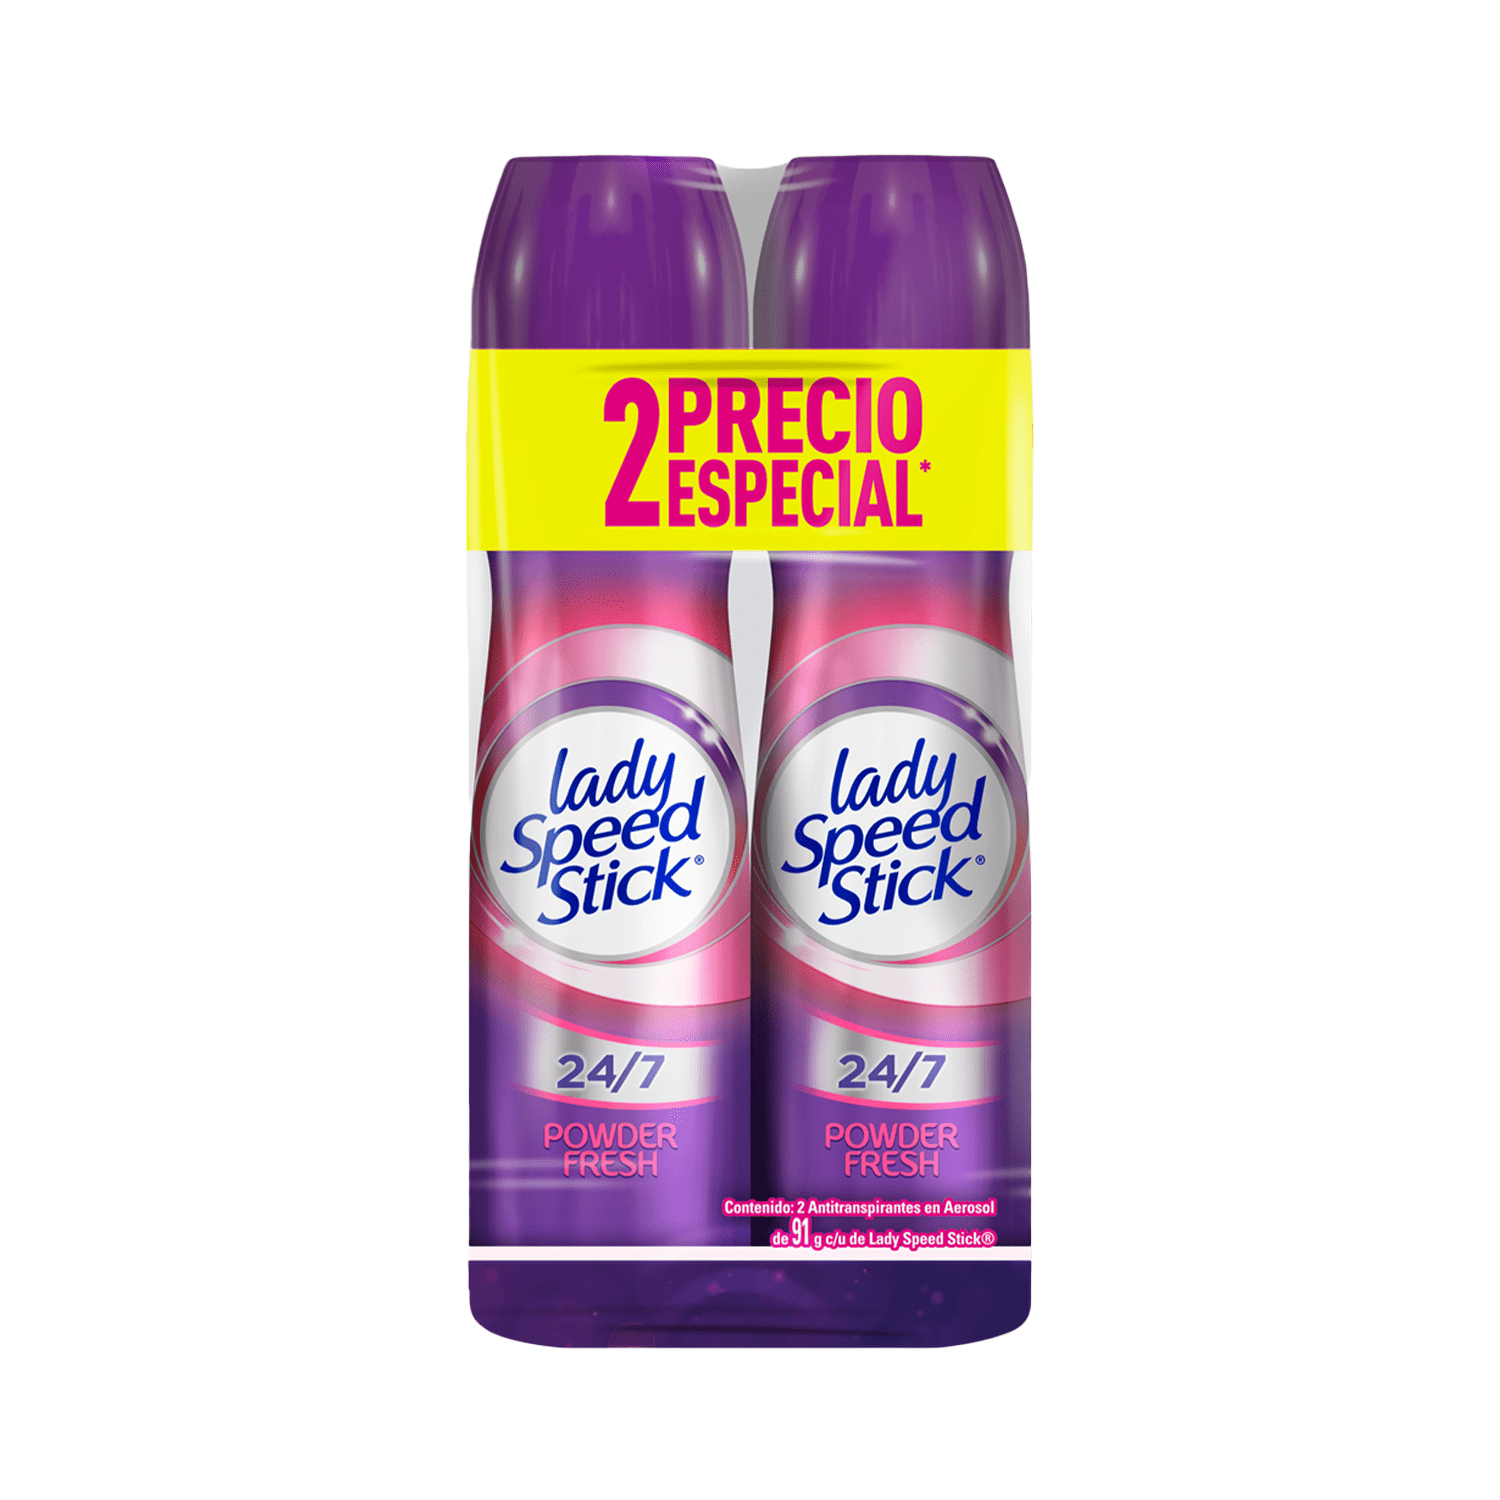 2 PRECIO
ESPECIAL*
lady
Speed
Stick®
24/7
POWDER
FRESH
lady
Speed
Stick®
24/7
POWDER
FRESH
Contenido: 2 Antitranspirantes en Aerosol
de 91 g c/u de Lady Speed Stick®